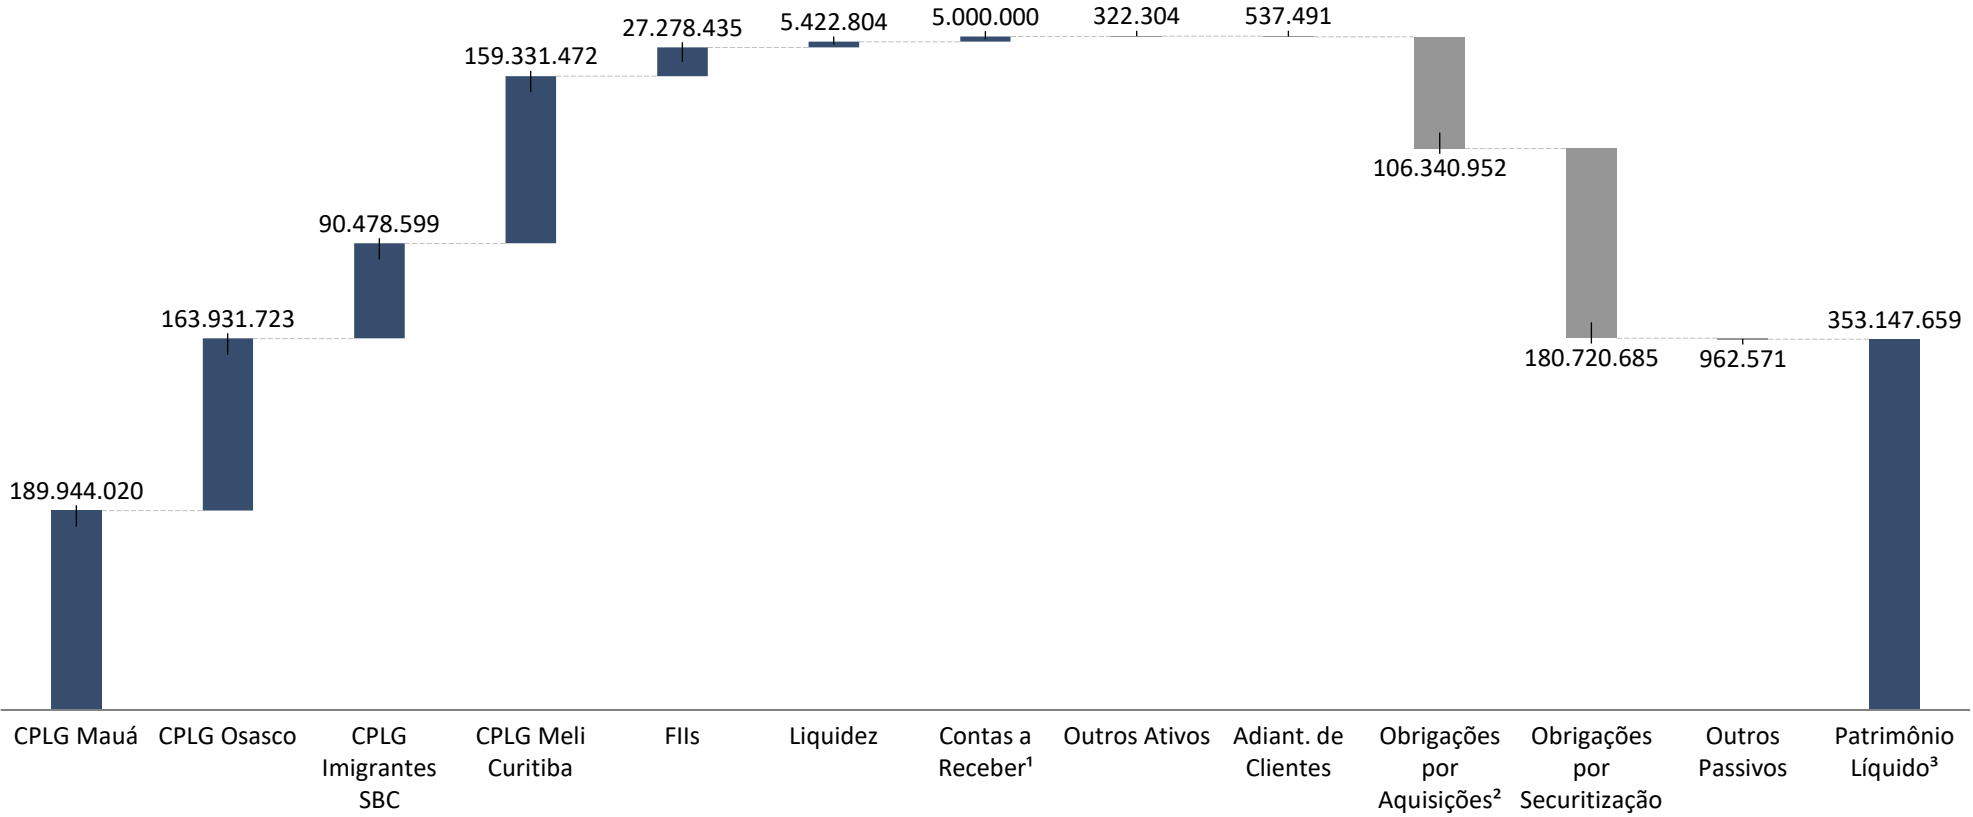 27.278.435
5.422.804
5.000.000
322.304
537.491
159.331.472
106.340.952
90.478.599
163.931.723
180.720.685
962.571
353.147.659
189.944.020
CPLG Mauá
CPLG Osasco
CPLG
Imigrantes
SBC
CPLG Meli
Curitiba
FIIs
Liquidez
Contas a
Receber¹
Outros Ativos
Adiant. de
Clientes
Obrigações
por
Aquisições²
Obrigações
por
Securitização
Outros
Passivos
Patrimônio
Líquido³